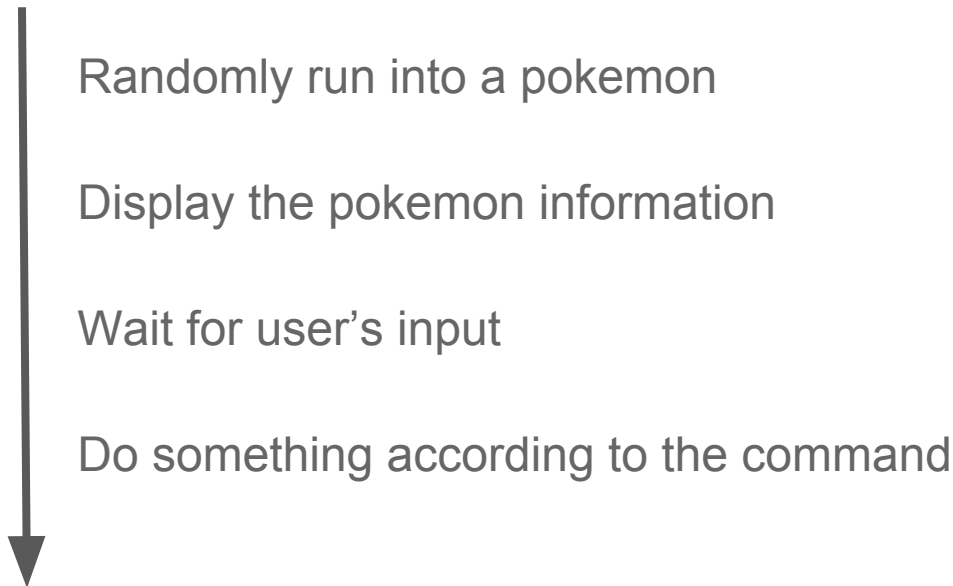 Randomly run into a pokemon
Display the pokemon information
Wait for user’s input
Do something according to the command